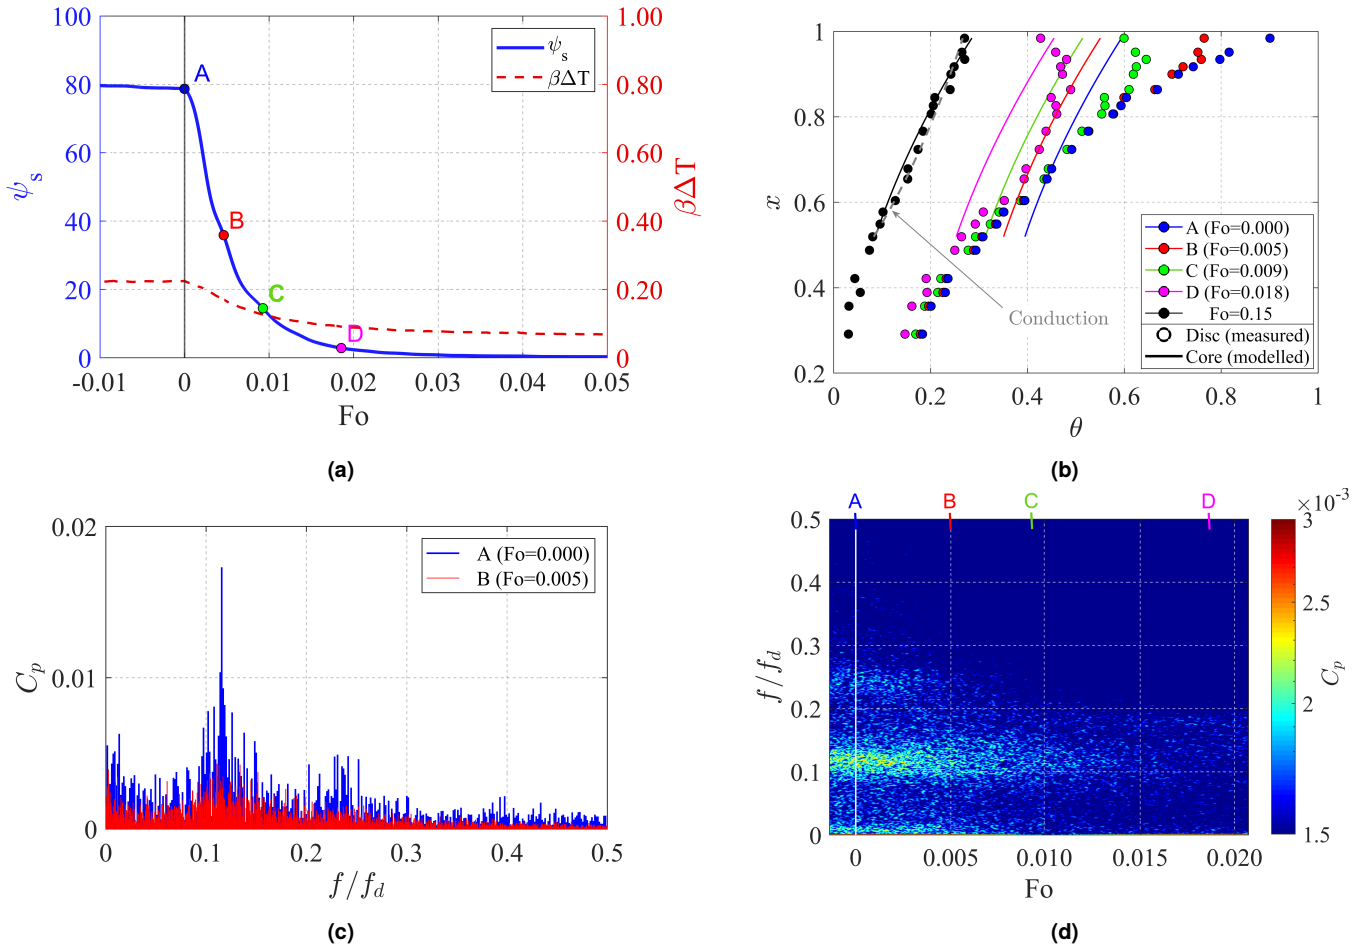 100
80
60
40
20
0
ψs
1.00
0.80
0.60
0.40
0.20
0
βΔT
-0.01
0
0.01
0.02
0.03
0.04
0.05
Fo
A
B
C
D
ψs
βΔT
(a)
1
0.8
0.6
0.4
0.2
x
0
0.2
0.4
0.6
0.8
1
θ
Conduction
A (Fo=0.000)
B (Fo=0.005)
C (Fo=0.009)
D (Fo=0.018)
Fo=0.15
Disc (measured)
Core (modelled)
(b)
0.02
0.01
0
Cp
0
0.1
0.2
0.3
0.4
0.5
f/fd
A (Fo=0.000)
B (Fo=0.005)
(c)
A
B
C
D
0.5
0.4
0.3
0.2
0.1
0
f/fd
0
0.005
0.010
0.015
0.020
Fo
×10-3
3
2.5
2
1.5
Cp
(d)